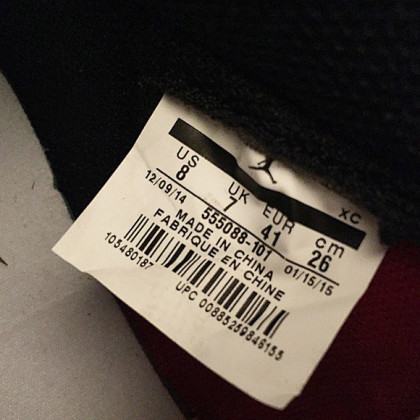 XC
US UK EUR cm
8 7 41 26
12/09/14 555088-101 01/15/15
MADE IN CHINA
FABRIQUE EN CHINE
105480187
UPC 00885259846155